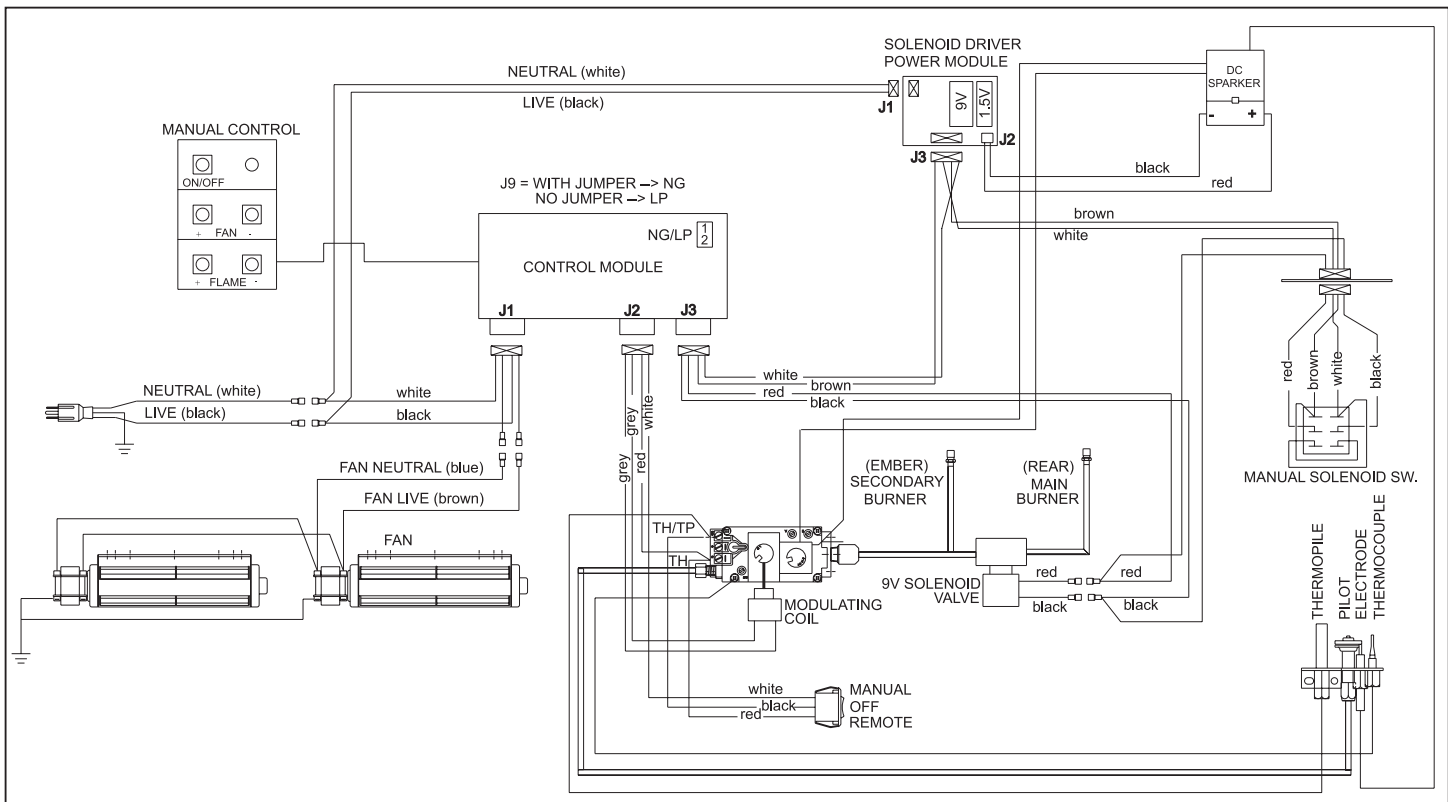 SOLENOID DRIVER
POWER MODULE
NEUTRAL (white)
LIVE (black)
J1
9V
1.5V
J2
J3
DC
SPARKER
- +
black
red
MANUAL CONTROL
ON/OFF
+ FAN -
+ FLAME -
J9 = WITH JUMPER –> NG
NO JUMPER –> LP
NG/LP
1
2
CONTROL MODULE
J1
J2
J3
brown
white
NEUTRAL (white)
LIVE (black)
white
black
white
brown
red
black
grey
grey
red
white
red
brown
white
black
MANUAL SOLENOID SW.
FAN NEUTRAL (blue)
FAN LIVE (brown)
FAN
(EMBER)
SECONDARY
BURNER
(REAR)
MAIN
BURNER
TH/TP
TH
MODULATING
COIL
9V SOLENOID
VALVE
red
red
black
black
THERMOPILE
PILOT
ELECTRODE
THERMOCOUPLE
white
black
red
MANUAL
OFF
REMOTE